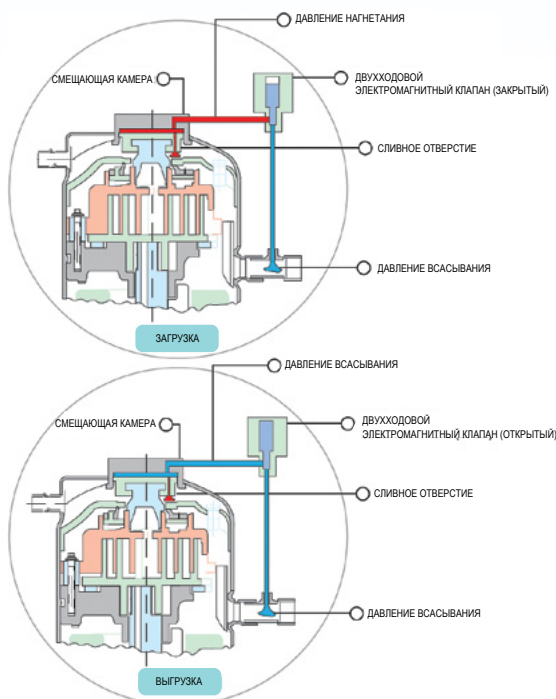 ДАВЛЕНИЕ НАГНЕТАНИЯ
СМЕЩАЮЩАЯ КАМЕРА
ДВУХХОДОВОЙ
ЭЛЕКТРОМАГНИТНЫЙ КЛАПАН (ЗАКРЫТЫЙ)
СЛИВНОЕ ОТВЕРСТИЕ
ДАВЛЕНИЕ ВСАСЫВАНИЯ
ЗАГРУЗКА
ДАВЛЕНИЕ ВСАСЫВАНИЯ
СМЕЩАЮЩАЯ КАМЕРА
ДВУХХОДОВОЙ
ЭЛЕКТРОМАГНИТНЫЙ КЛАПАН (ОТКРЫТЫЙ)
СЛИВНОЕ ОТВЕРСТИЕ
ДАВЛЕНИЕ ВСАСЫВАНИЯ
ВЫГРУЗКА